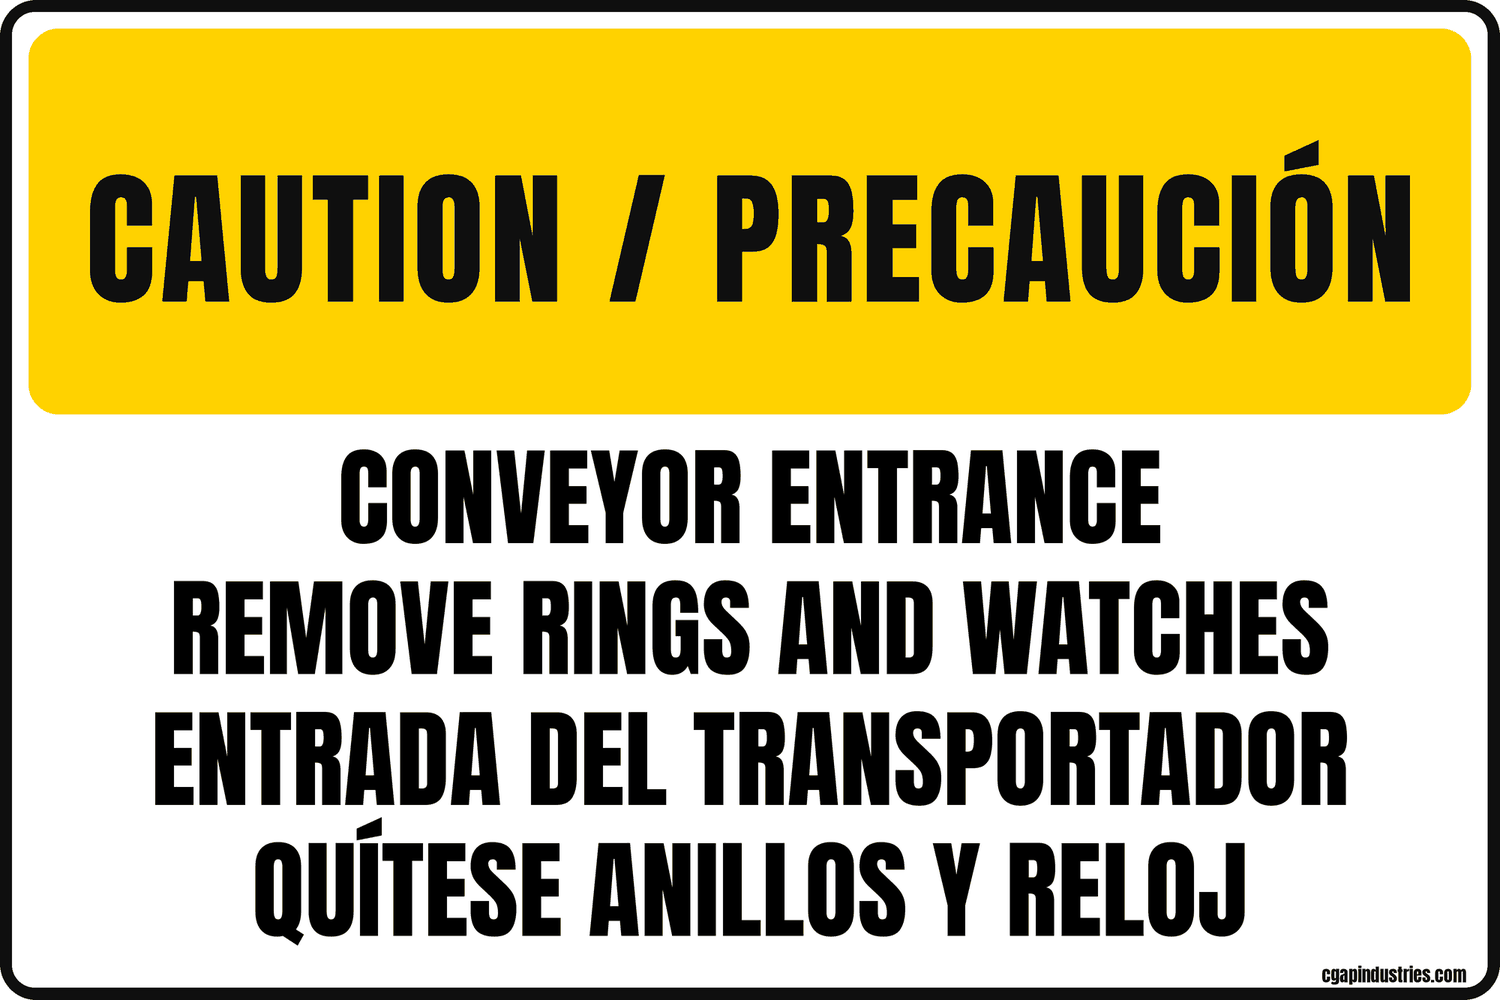 CAUTION / PRECAUCIÓN
CONVEYOR ENTRANCE
REMOVE RINGS AND WATCHES
ENTRADA DEL TRANSPORTADOR
QUÍTESE ANILLOS Y RELOJ
cgapindustries.com